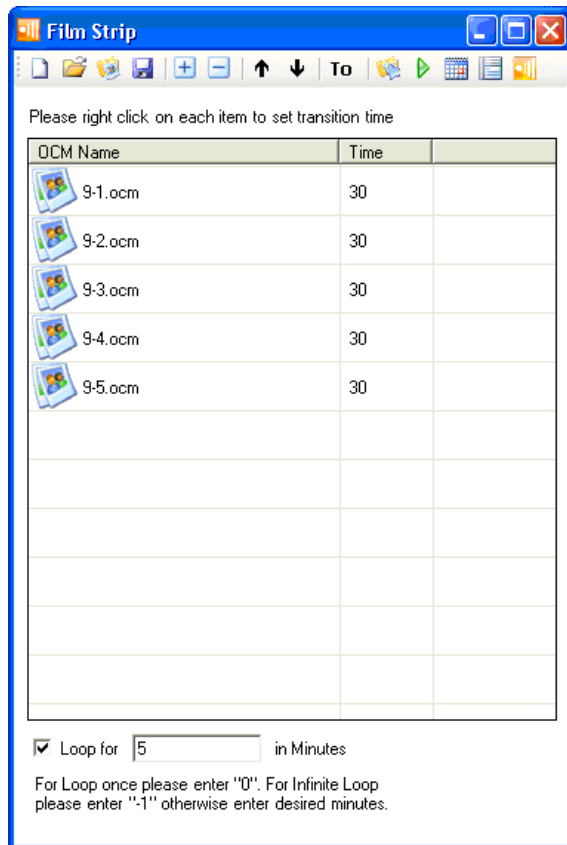 Film Strip
To
Please right click on each item to set transition time
OCM Name Time
9-1.ocm 30
9-2.ocm 30
9-3.ocm 30
9-4.ocm 30
9-5.ocm 30
Loop for 5 in Minutes
For Loop once please enter "0". For Infinite Loop
please enter "-1" otherwise enter desired minutes.